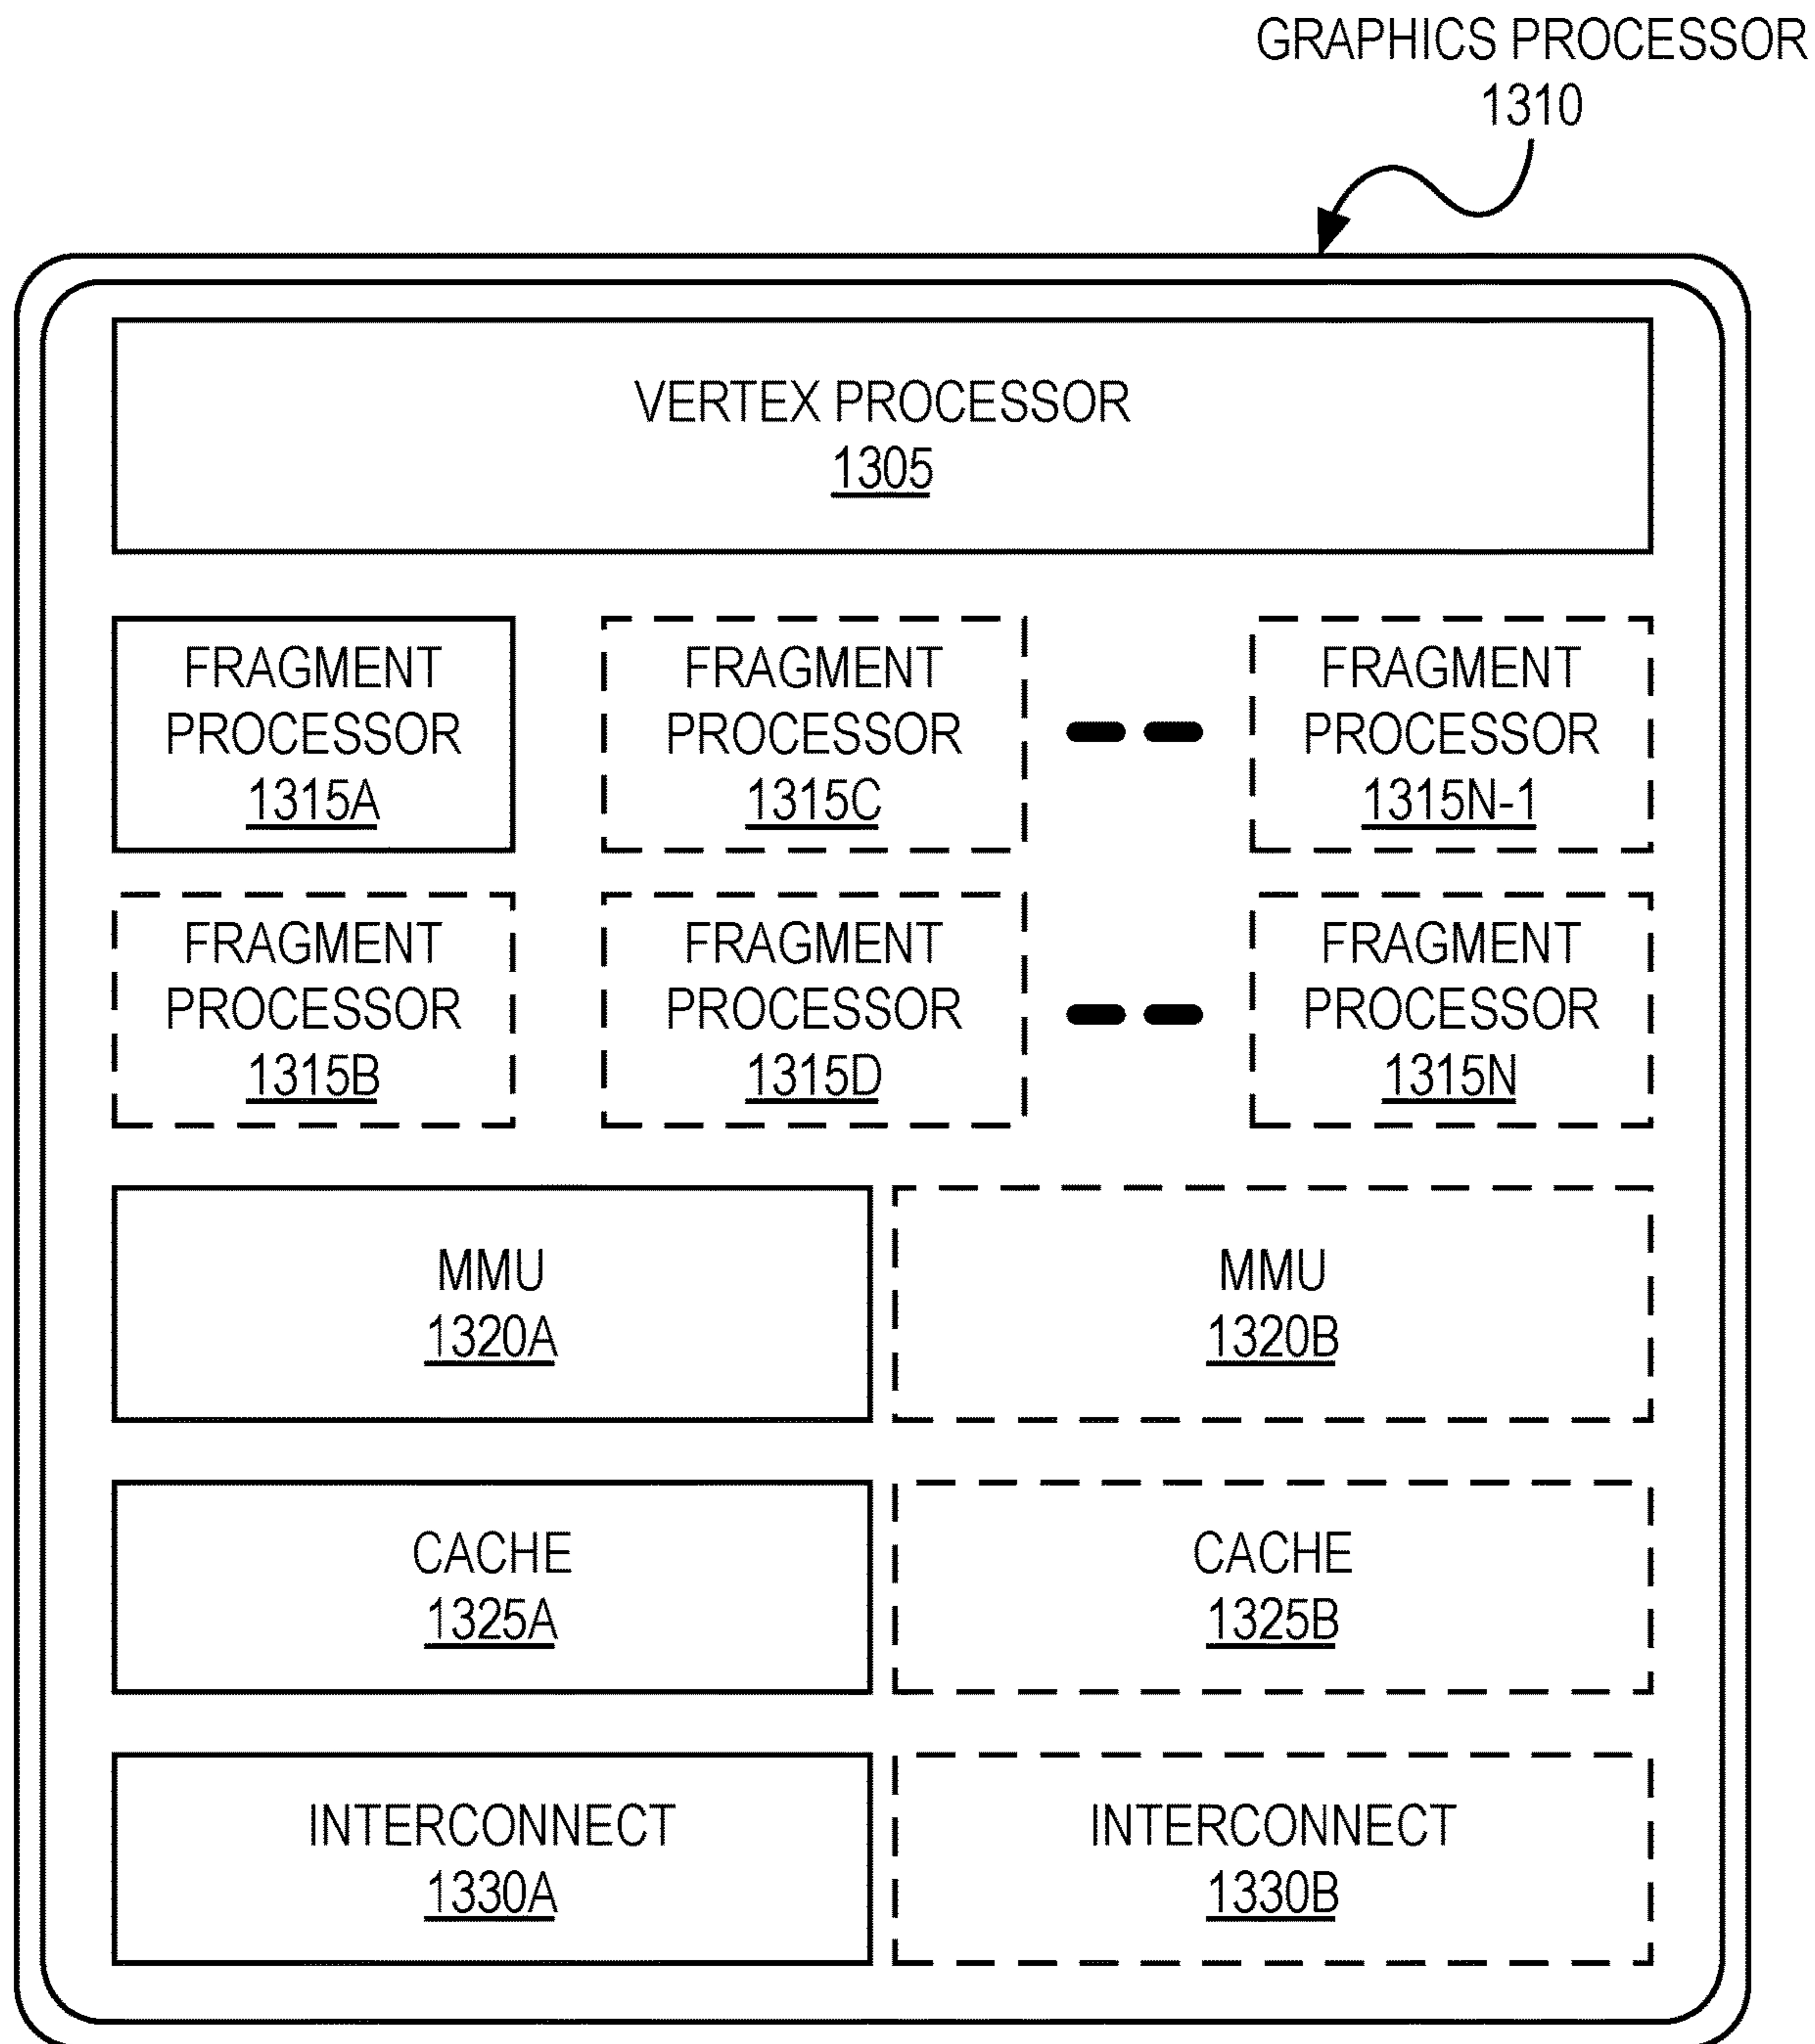 GRAPHICS PROCESSOR
1310
VERTEX PROCESSOR
1305
FRAGMENT
PROCESSOR
1315A
FRAGMENT
PROCESSOR
1315C
FRAGMENT
PROCESSOR
1315N-1
FRAGMENT
PROCESSOR
1315B
FRAGMENT
PROCESSOR
1315D
FRAGMENT
PROCESSOR
1315N
MMU
1320A
MMU
1320B
CACHE
1325A
CACHE
1325B
INTERCONNECT
1330A
INTERCONNECT
1330B